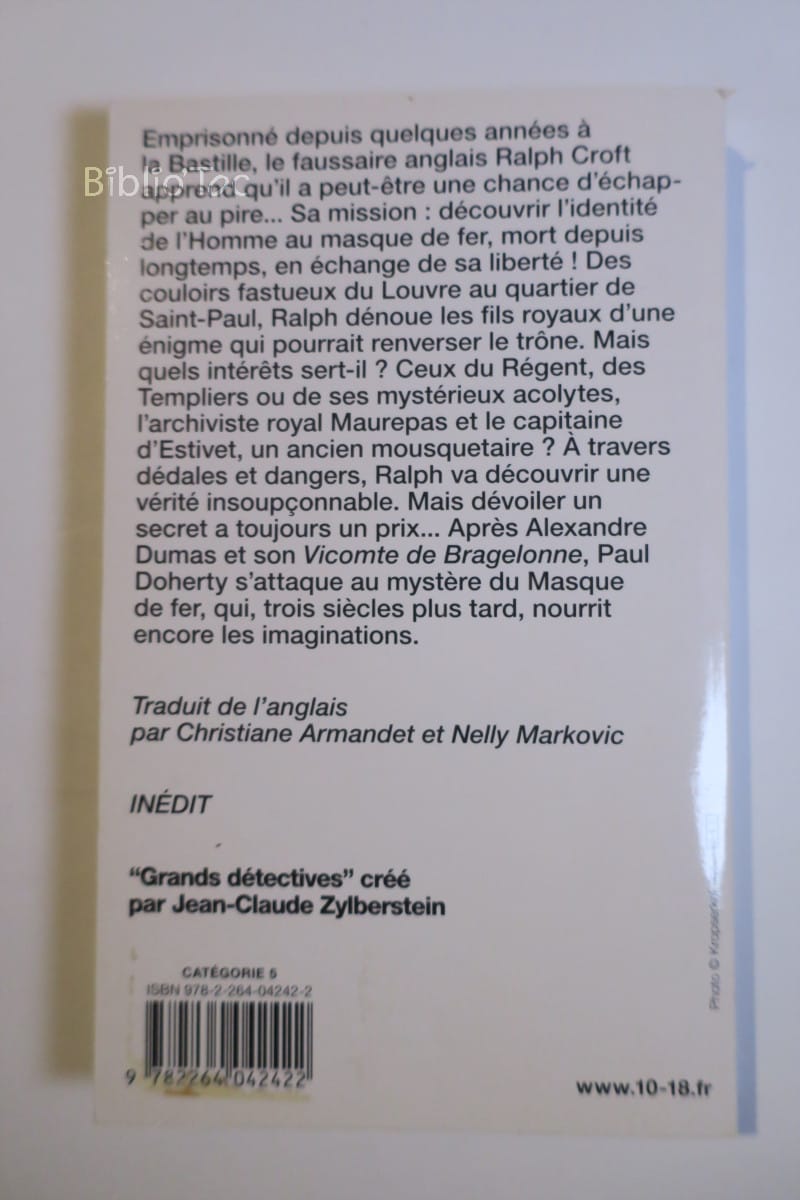 Emprisonné depuis quelques années à
la Bastille, le faussaire anglais Ralph Croft
Biblio'Tec
apprend qu'il a peut-être une chance d'échap-
per au pire... Sa mission : découvrir l'identité
de l'Homme au masque de fer, mort depuis
longtemps, en échange de sa liberté ! Des
couloirs fastueux du Louvre au quartier de
Saint-Paul, Ralph dénoue les fils royaux d'une
énigme qui pourrait renverser le trône. Mais
quels intérêts sert-il ? Ceux du Régent, des
Templiers ou de ses mystérieux acolytes,
l'archiviste royal Maurepas et le capitaine
d'Estivet, un ancien mousquetaire ? À travers
dédales et dangers, Ralph va découvrir une
vérité insoupçonnable. Mais dévoiler un
secret a toujours un prix... Après Alexandre
Dumas et son Vicomte de Bragelonne, Paul
Doherty s'attaque au mystère du Masque
de fer, qui, trois siècles plus tard, nourrit
encore les imaginations.
Traduit de l'anglais
par Christiane Armandet et Nelly Markovic
INÉDIT
"Grands détectives" créé
par Jean-Claude Zylberstein
CATÉGORIE 5
ISBN 978-2-264-04242-2
9 782264 042422
www.10-18.fr
Photo ©